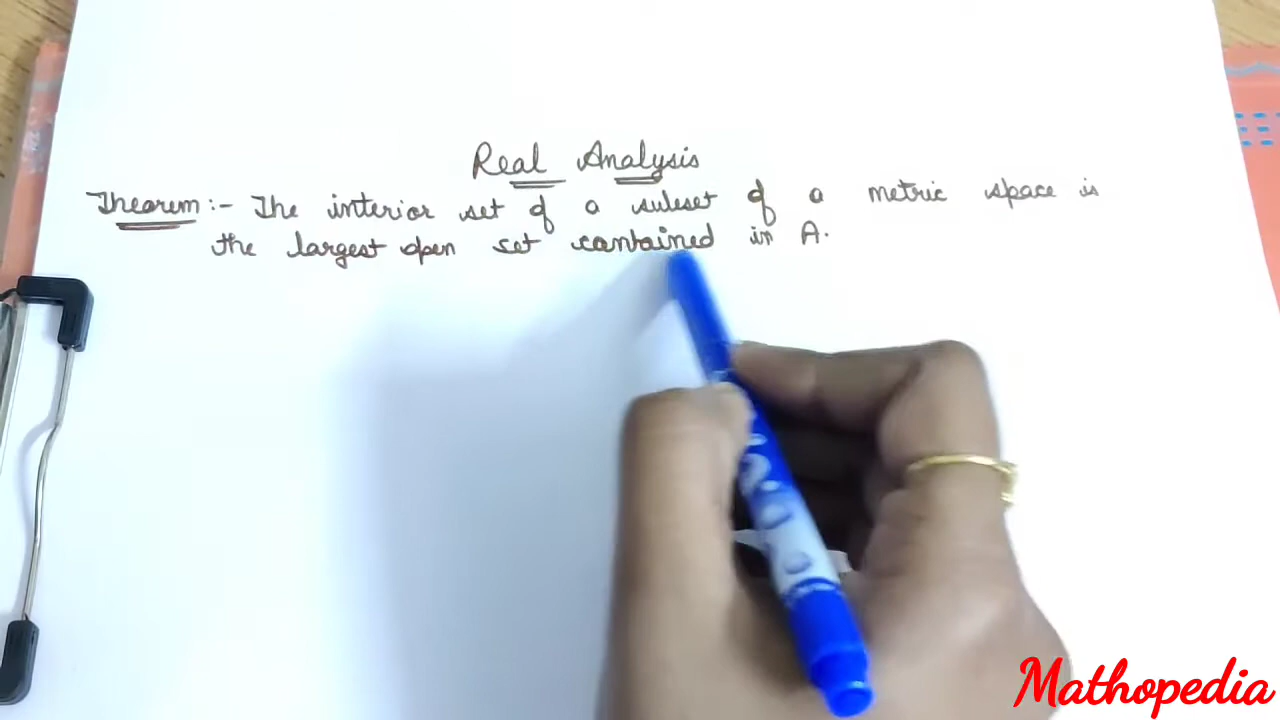 Real Analysis
Theorem :- The interior set of a subset of a metric space is
the largest open set contained in A.
Mathopedia